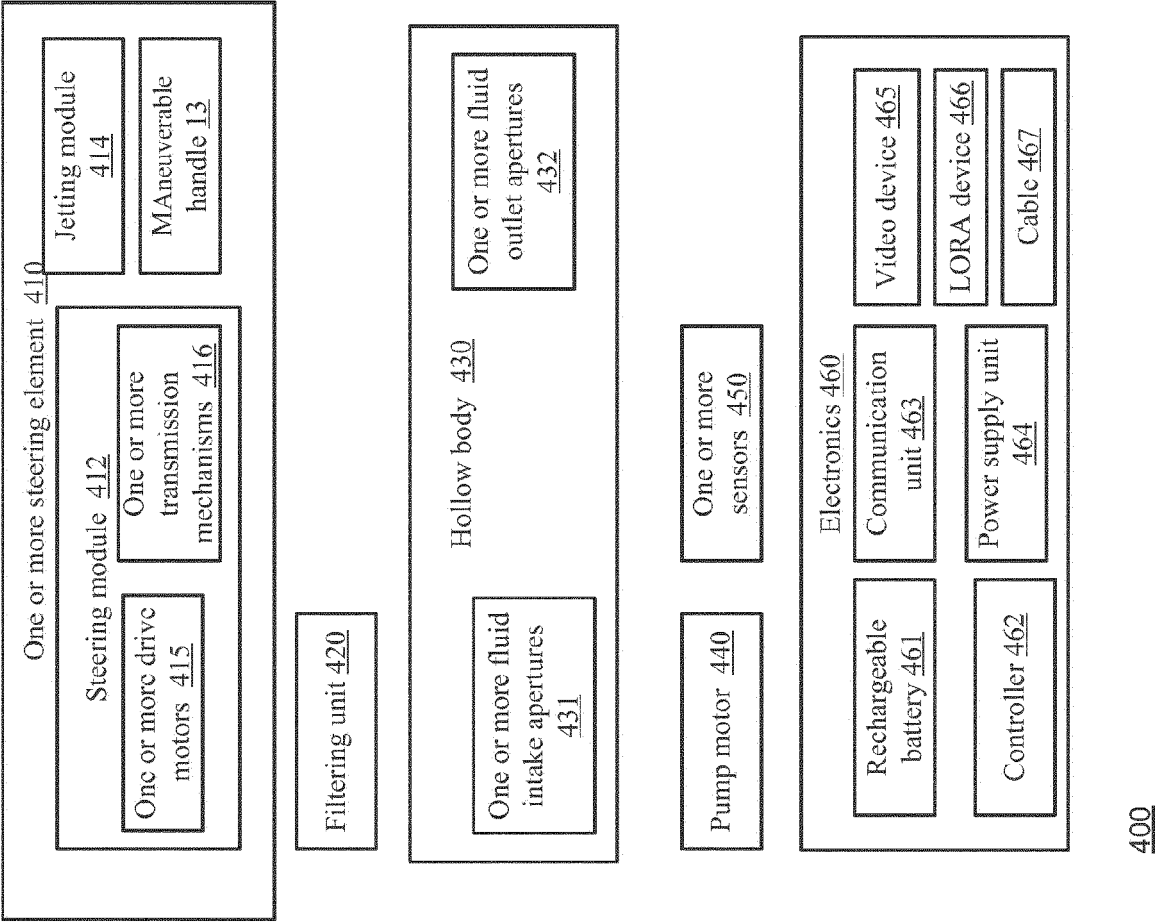 One or more steering element 410
Steering module 412
One or more drive
motors 415
One or more
transmission
mechanisms 416
Jetting module
414
MAneuverable
handle 13
Filtering unit 420
Hollow body 430
One or more fluid
intake apertures
431
One or more fluid
outlet apertures
432
Pump motor 440
One or more
sensors 450
Electronics 460
Rechargeable
battery 461
Controller 462
Communication
unit 463
Power supply unit
464
Video device 465
LORA device 466
Cable 467
400